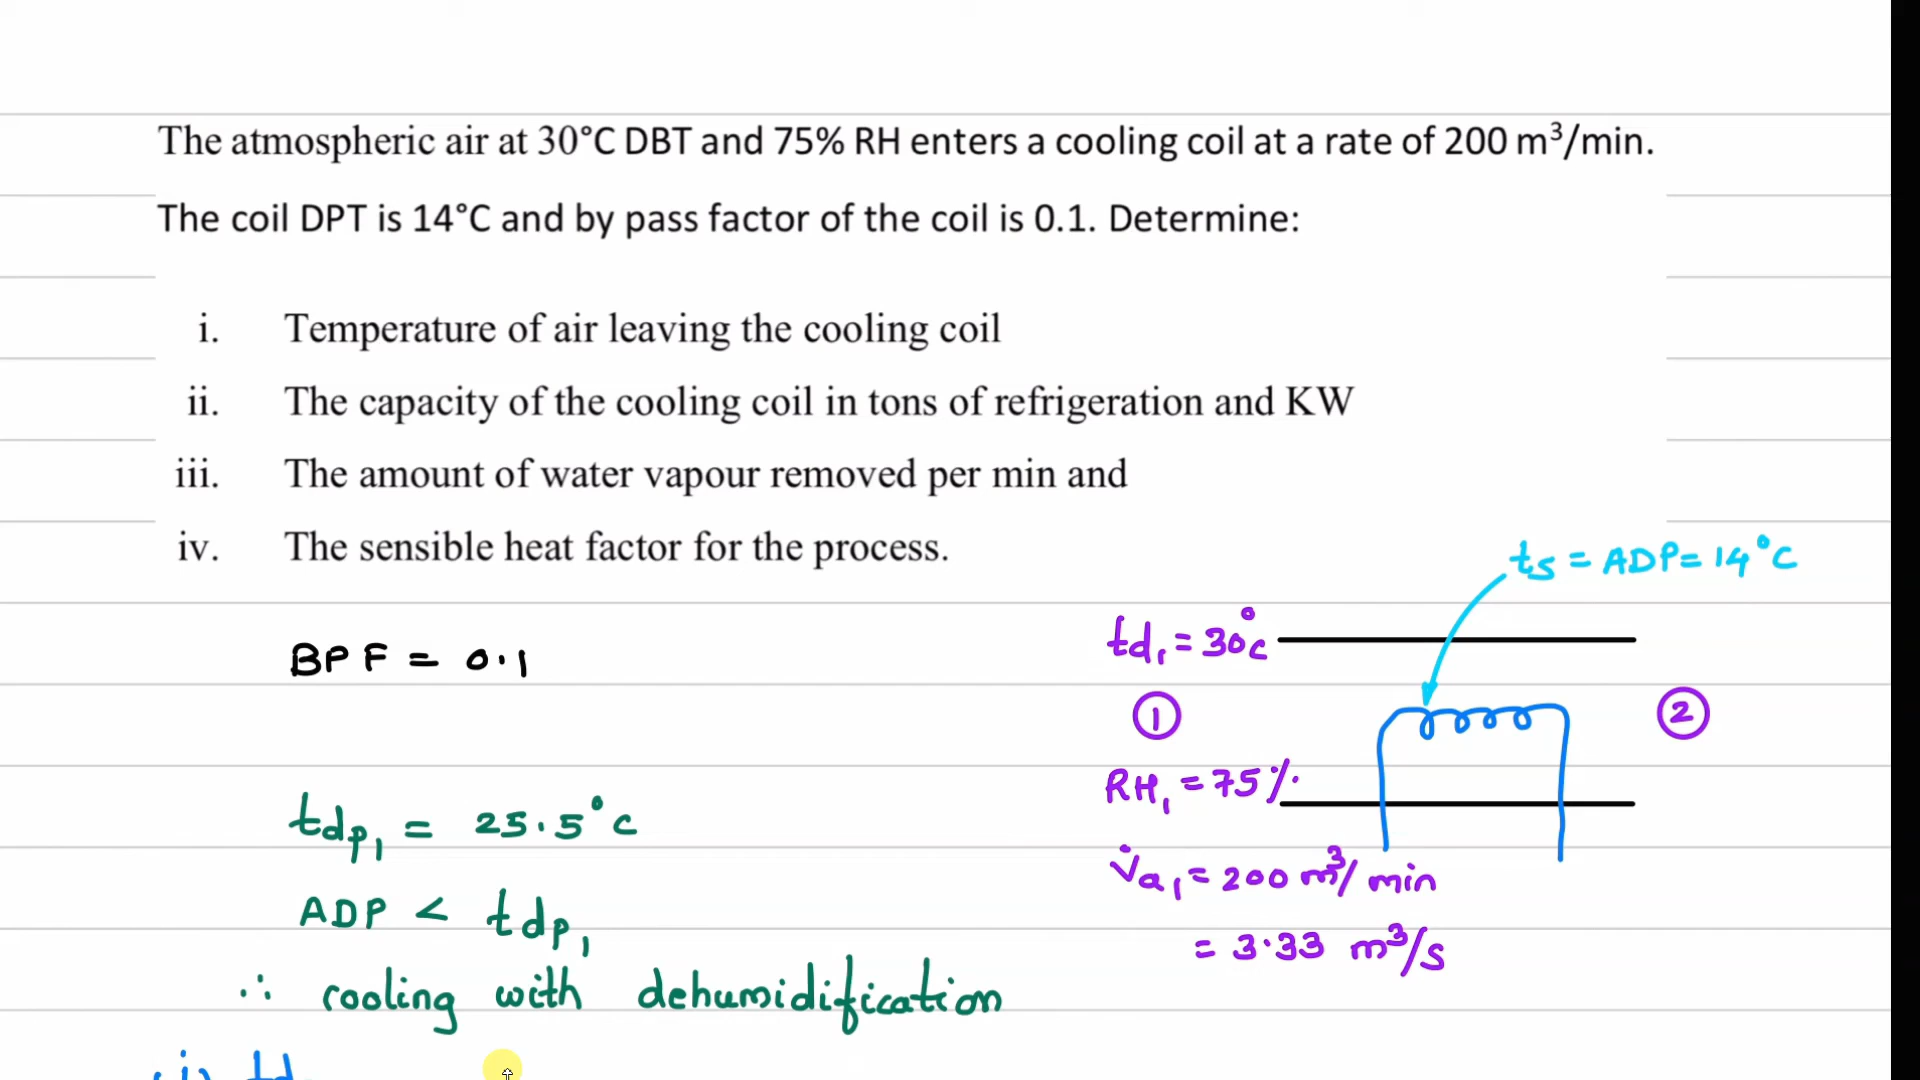 The atmospheric air at 30°C DBT and 75% RH enters a cooling coil at a rate of 200 m³/min.
The coil DPT is 14°C and by pass factor of the coil is 0.1. Determine:
i. Temperature of air leaving the cooling coil
ii. The capacity of the cooling coil in tons of refrigeration and KW
iii. The amount of water vapour removed per min and
iv. The sensible heat factor for the process.
BPF = 0.1
tdp₁ = 25.5°C
ADP < tdp₁
∴ cooling with dehumidification
ts = ADP = 14°C
td₁ = 30°C
① ②
RH₁ = 75%
V̇a₁ = 200 m³/min
= 3.33 m³/s